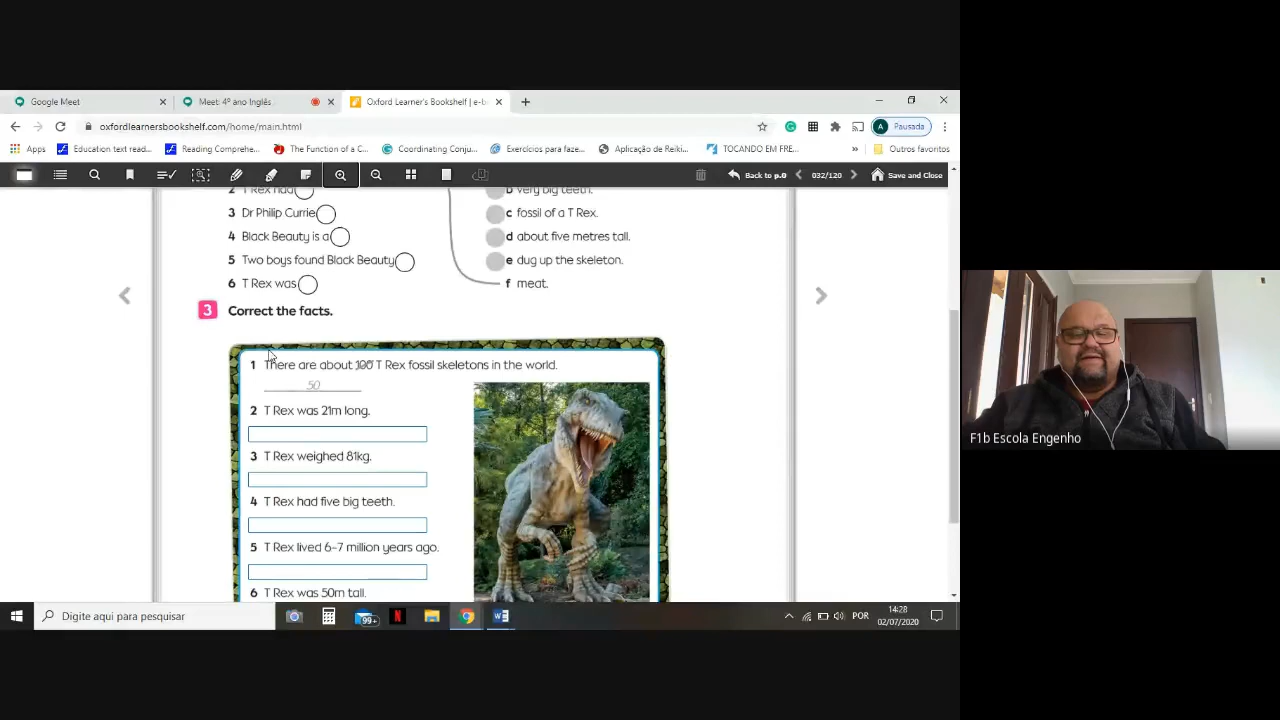 Google Meet
Meet: 4º ano Inglês
Oxford Learner's Bookshelf | e-b
oxfordlearnersbookshelf.com/home/main.html
Pausada
Apps
Education text read...
Reading Comprehe...
The Function of a C...
Coordinating Conju...
Exercícios para faze...
Aplicação de Reiki...
TOCANDO EM FRE...
Outros favoritos
Back to p.0
032/120
Save and Close
2 T Rex had
b very big teeth.
3 Dr Philip Currie
c fossil of a T Rex.
4 Black Beauty is a
d about five metres tall.
5 Two boys found Black Beauty
e dug up the skeleton.
6 T Rex was
f meat.
3 Correct the facts.
1 There are about 100 T Rex fossil skeletons in the world.
50
2 T Rex was 21m long.
3 T Rex weighed 81kg.
4 T Rex had five big teeth.
5 T Rex lived 6–7 million years ago.
6 T Rex was 50m tall.
F1b Escola Engenho
Digite aqui para pesquisar
99+
POR
14:28
02/07/2020